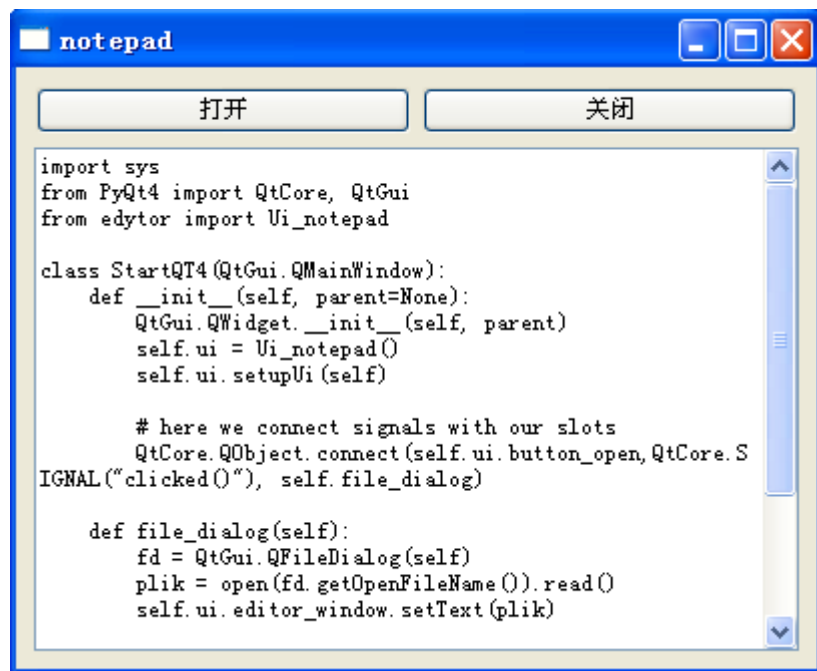 notepad
打开 关闭
import sys
from PyQt4 import QtCore, QtGui
from edytor import Ui_notepad

class StartQT4(QtGui.QMainWindow):
    def __init__(self, parent=None):
        QtGui.QWidget.__init__(self, parent)
        self.ui = Ui_notepad()
        self.ui.setupUi(self)

        # here we connect signals with our slots
        QtCore.QObject.connect(self.ui.button_open,QtCore.S
IGNAL("clicked()"), self.file_dialog)

    def file_dialog(self):
        fd = QtGui.QFileDialog(self)
        plik = open(fd.getOpenFileName()).read()
        self.ui.editor_window.setText(plik)